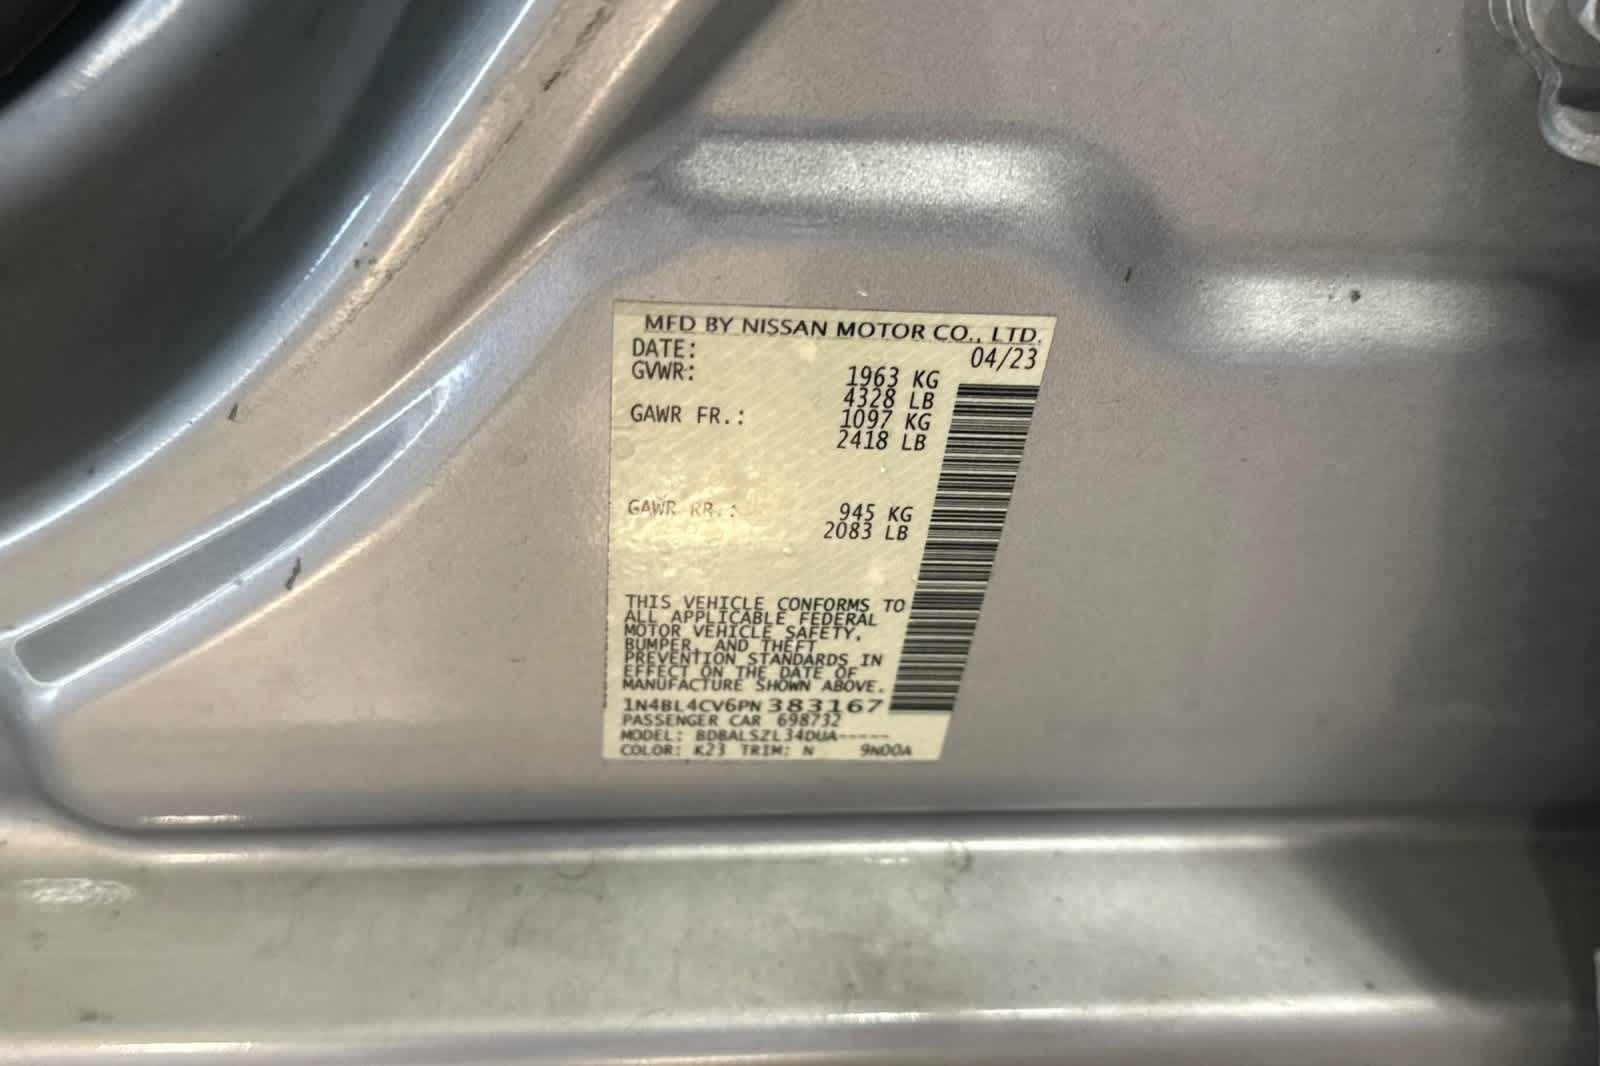 MFD BY NISSAN MOTOR CO., LTD.
DATE: 04/23
GVWR: 1963 KG
4328 LB
GAWR FR.: 1097 KG
2418 LB
GAWR RR.: 945 KG
2083 LB
THIS VEHICLE CONFORMS TO
ALL APPLICABLE FEDERAL
MOTOR VEHICLE SAFETY,
BUMPER, AND THEFT
PREVENTION STANDARDS IN
EFFECT ON THE DATE OF
MANUFACTURE SHOWN ABOVE.
1N4BL4CV6PN383167
PASSENGER CAR 698732
MODEL: BDBALSZL34DUA-----
COLOR: K23 TRIM: N 9N00A